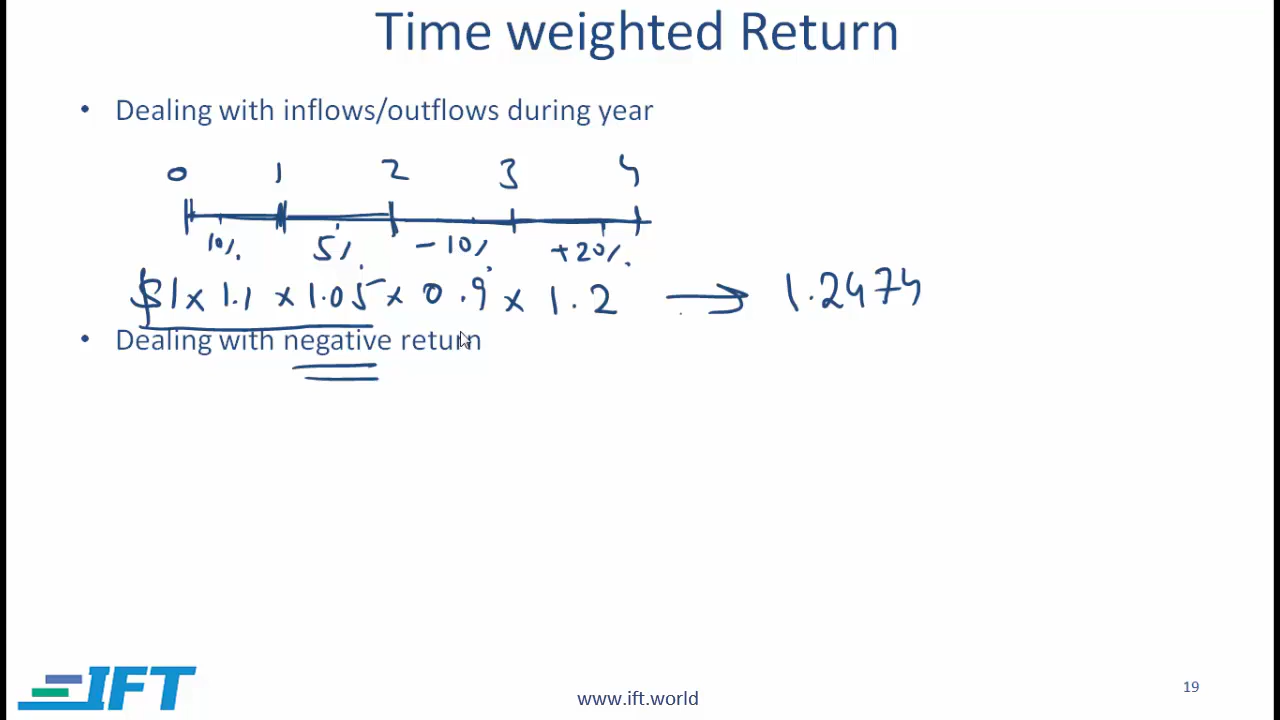 Time weighted Return
• Dealing with inflows/outflows during year
0 1 2 3 4
10% 5% -10% +20%
$1 x 1.1 x 1.05 x 0.9 x 1.2 → 1.2474
• Dealing with negative return
IFT
www.ift.world
19